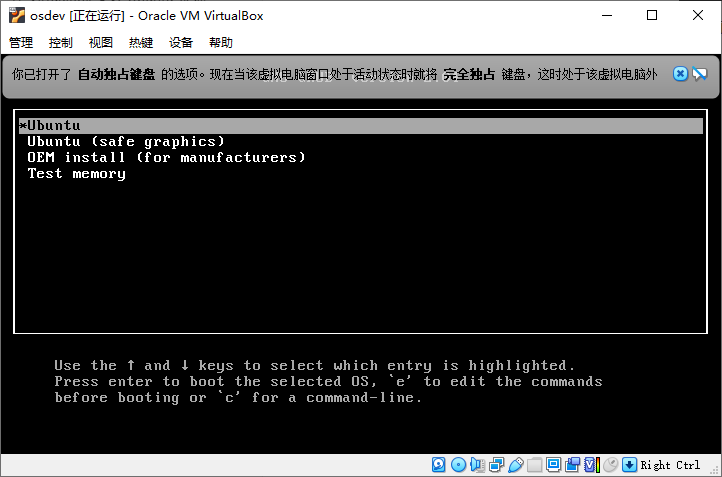 osdev [正在运行] - Oracle VM VirtualBox
管理 控制 视图 热键 设备 帮助
你已打开了 自动独占键盘 的选项。现在当该虚拟电脑窗口处于活动状态时就将 完全独占 键盘，这时处于该虚拟电脑外
*Ubuntu
Ubuntu (safe graphics)
OEM install (for manufacturers)
Test memory
Use the ↑ and ↓ keys to select which entry is highlighted.
Press enter to boot the selected OS, `e' to edit the commands
before booting or `c' for a command-line.
Right Ctrl